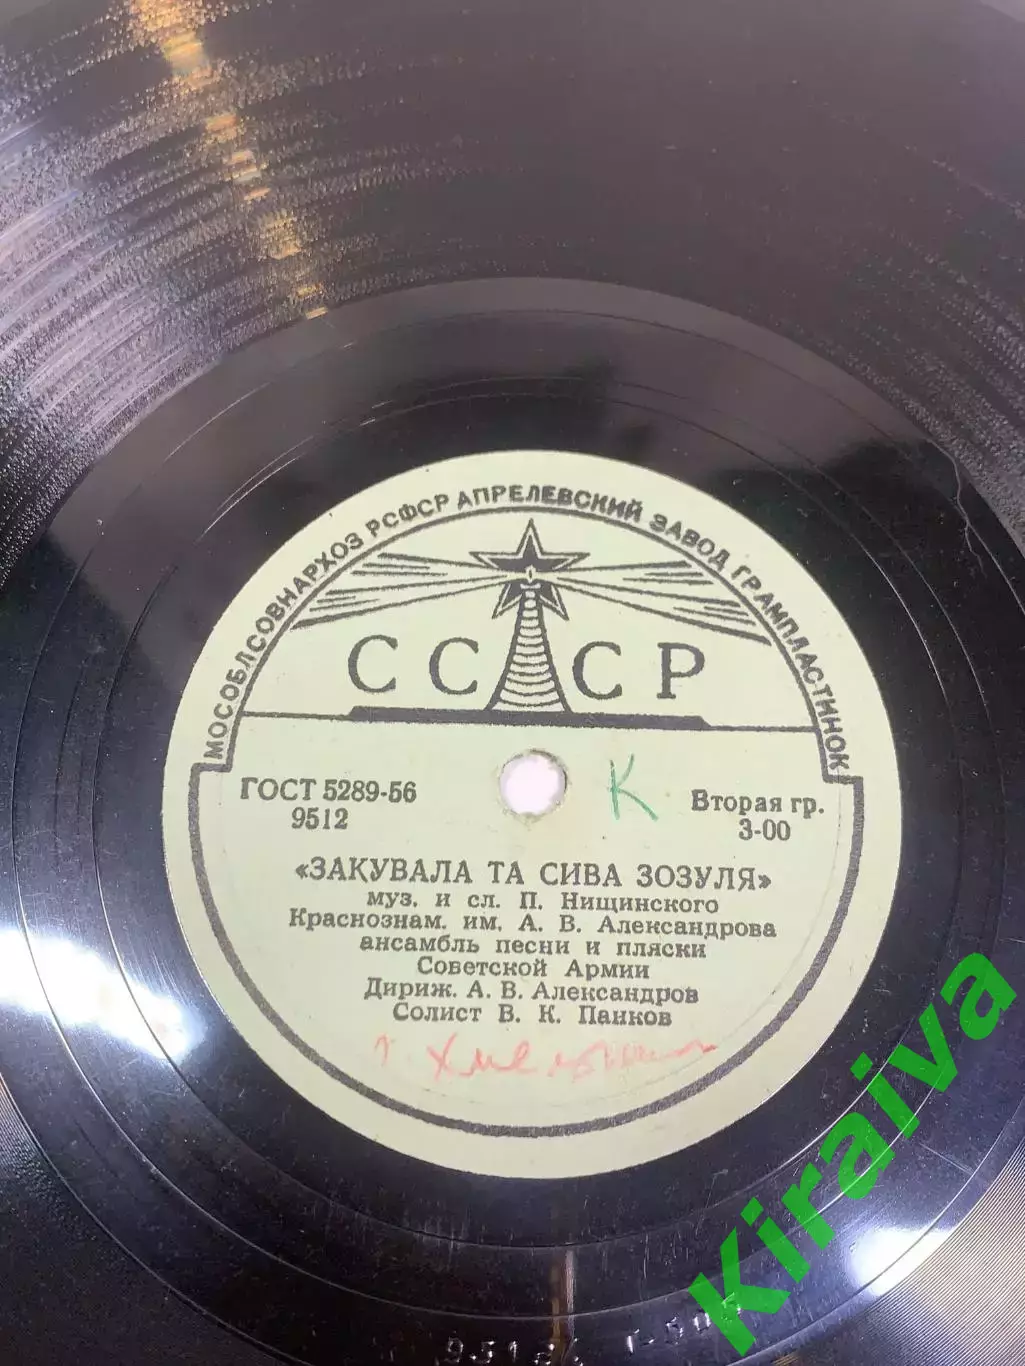 МОСОБЛСОВНАРХОЗ РСФСР АПРЕЛЕВСКИЙ ЗАВОД ГРАМПЛАСТИНОК
СССР
ГОСТ 5289-56
9512
К
Вторая гр.
3-00
«ЗАКУВАЛА ТА СИВА ЗОЗУЛЯ»
муз. и сл. П. Нищинского
Краснознам. им. А. В. Александрова
ансамбль песни и пляски
Советской Армии
Дириж. А. В. Александров
Солист В. К. Панков
Kiraiva